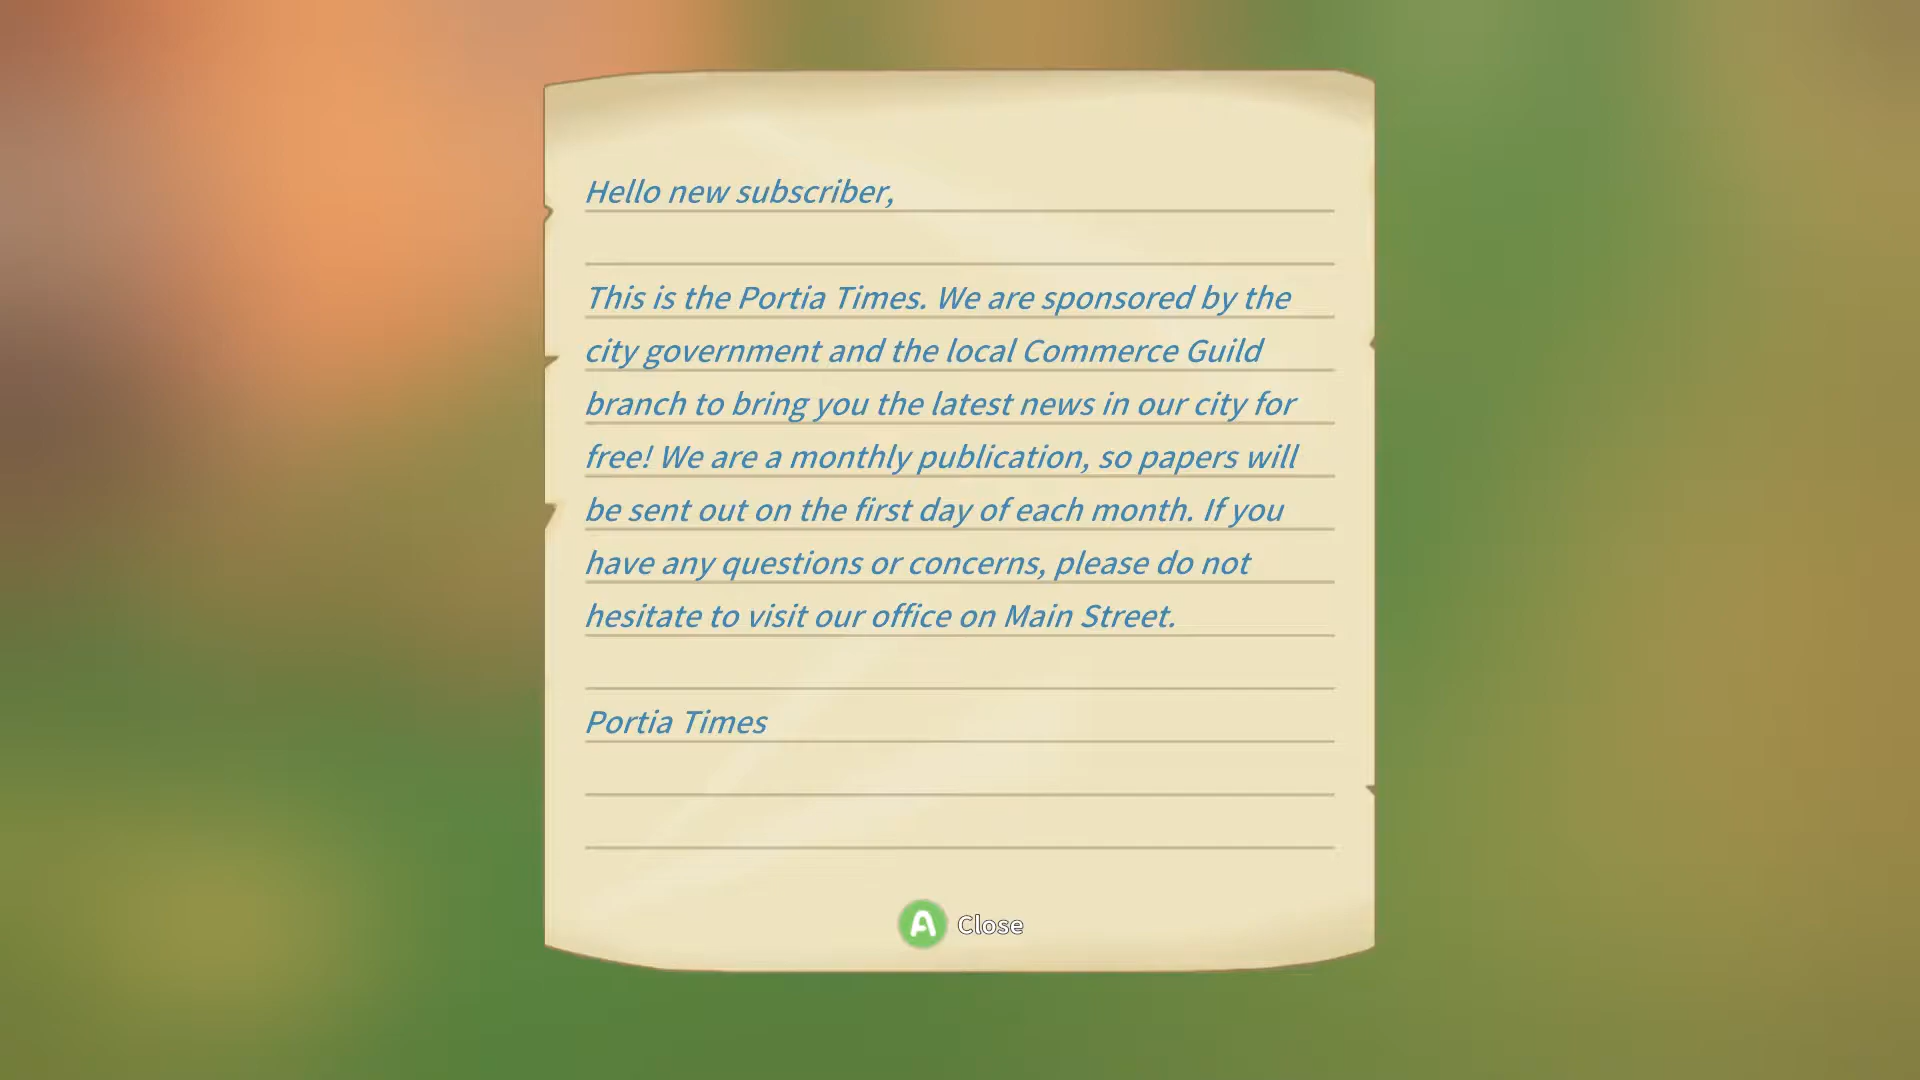 Hello new subscriber,
This is the Portia Times. We are sponsored by the
city government and the local Commerce Guild
branch to bring you the latest news in our city for
free! We are a monthly publication, so papers will
be sent out on the first day of each month. If you
have any questions or concerns, please do not
hesitate to visit our office on Main Street.
Portia Times
A Close